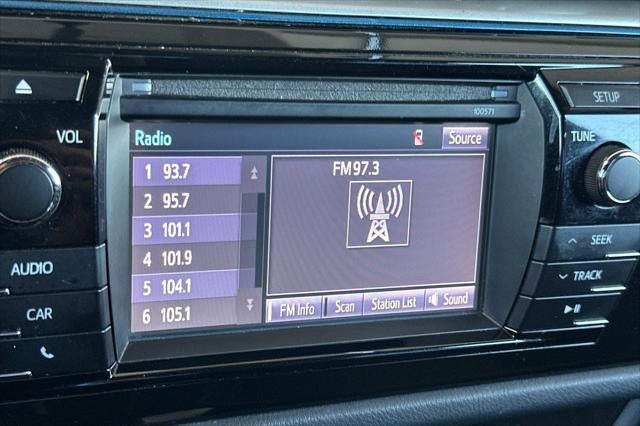 100571
VOL
SETUP
Radio
Source
TUNE
1 93.7
FM97.3
2 95.7
3 101.1
SEEK
4 101.9
AUDIO
TRACK
5 104.1
CAR
6 105.1
FM Info
Scan
Station List
Sound